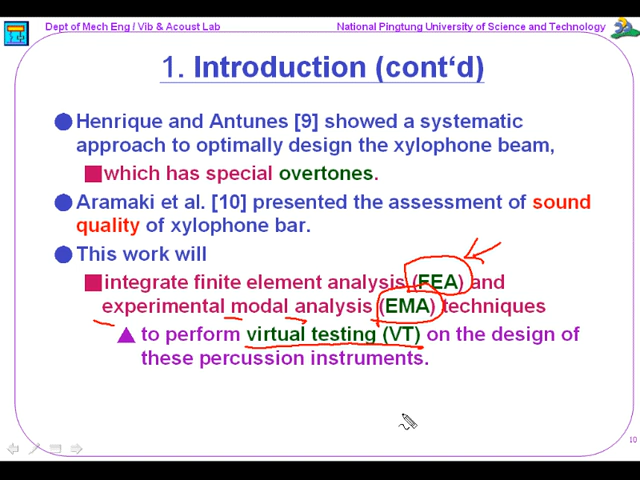 Dept of Mech Eng / Vib & Acoust Lab
National Pingtung University of Science and Technology
1. Introduction (cont‘d)
Henrique and Antunes [9] showed a systematic
approach to optimally design the xylophone beam,
which has special overtones.
Aramaki et al. [10] presented the assessment of sound
quality of xylophone bar.
This work will
integrate finite element analysis (FEA) and
experimental modal analysis (EMA) techniques
to perform virtual testing (VT) on the design of
these percussion instruments.
10